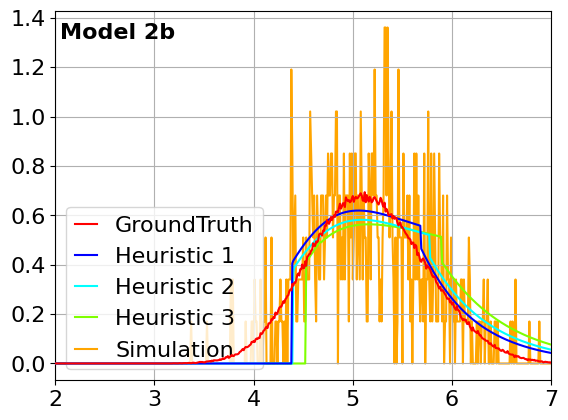 Model 2b
1.4
1.2
1.0
0.8
0.6
0.4
0.2
0.0
GroundTruth
Heuristic 1
Heuristic 2
Heuristic 3
Simulation
2 3 4 5 6 7